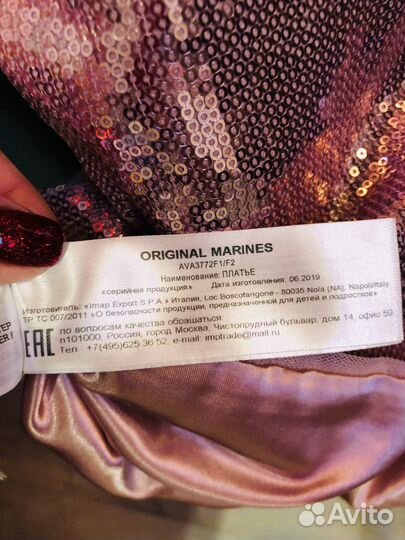 ORIGINAL MARINES
AVA3772F1/F2
Наименование: ПЛАТЬЕ
«серийная продукция» Дата изготовления: 06.2019
Изготовитель: «Imap Export S.P.A.» Италия, Loc Boscofangone - 80035 Nola (NA), Napoli/Italy
ТР ТС 007/2011 «О безопасности продукции, предназначенной для детей и подростков»
по вопросам качества обращаться
п101000, Россия, город Москва, Чистопрудный бульвар, дом 14, офис 59
Тел +7(495)625 36 52, e-mail: imptrade@mail.ru
EAC
Avito